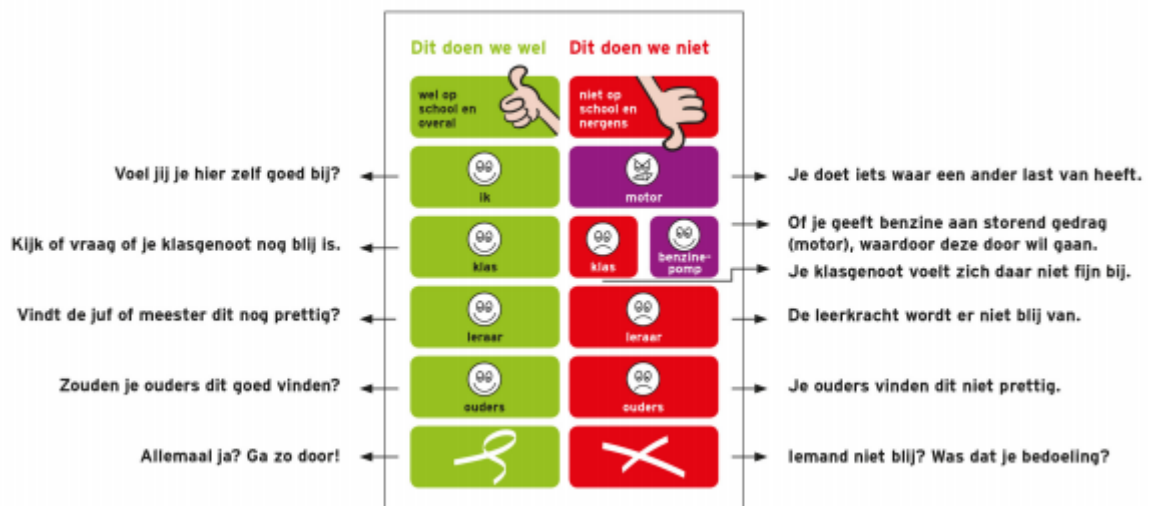 Dit doen we wel
Dit doen we niet
wel op
school en
overal
niet op
school en
nergens
Voel jij je hier zelf goed bij?
ik
motor
Je doet iets waar een ander last van heeft.
Kijk of vraag of je klasgenoot nog blij is.
klas
klas
benzine-
pomp
Of je geeft benzine aan storend gedrag
(motor), waardoor deze door wil gaan.
Je klasgenoot voelt zich daar niet fijn bij.
Vindt de juf of meester dit nog prettig?
leraar
leraar
De leerkracht wordt er niet blij van.
Zouden je ouders dit goed vinden?
ouders
ouders
Je ouders vinden dit niet prettig.
Allemaal ja? Ga zo door!
Iemand niet blij? Was dat je bedoeling?